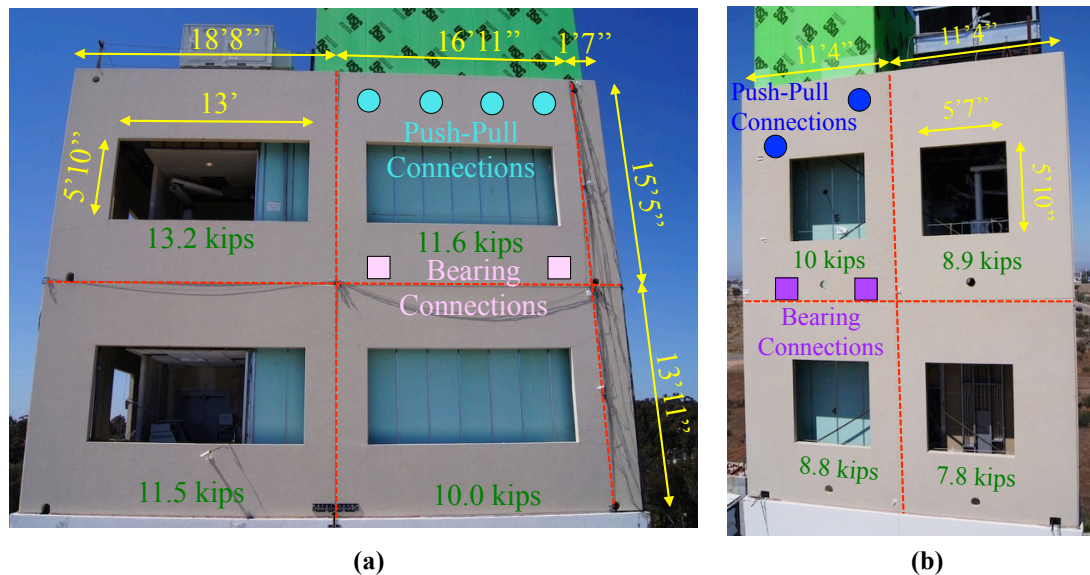 18'8"
16'11"
1'7"
13'
5'10"
Push-Pull
Connections
15'5"
13.2 kips
11.6 kips
Bearing
Connections
13'11"
11.5 kips
10.0 kips
(a)
11'4"
11'4"
Push-Pull
Connections
5'7"
5'10"
10 kips
8.9 kips
Bearing
Connections
8.8 kips
7.8 kips
(b)